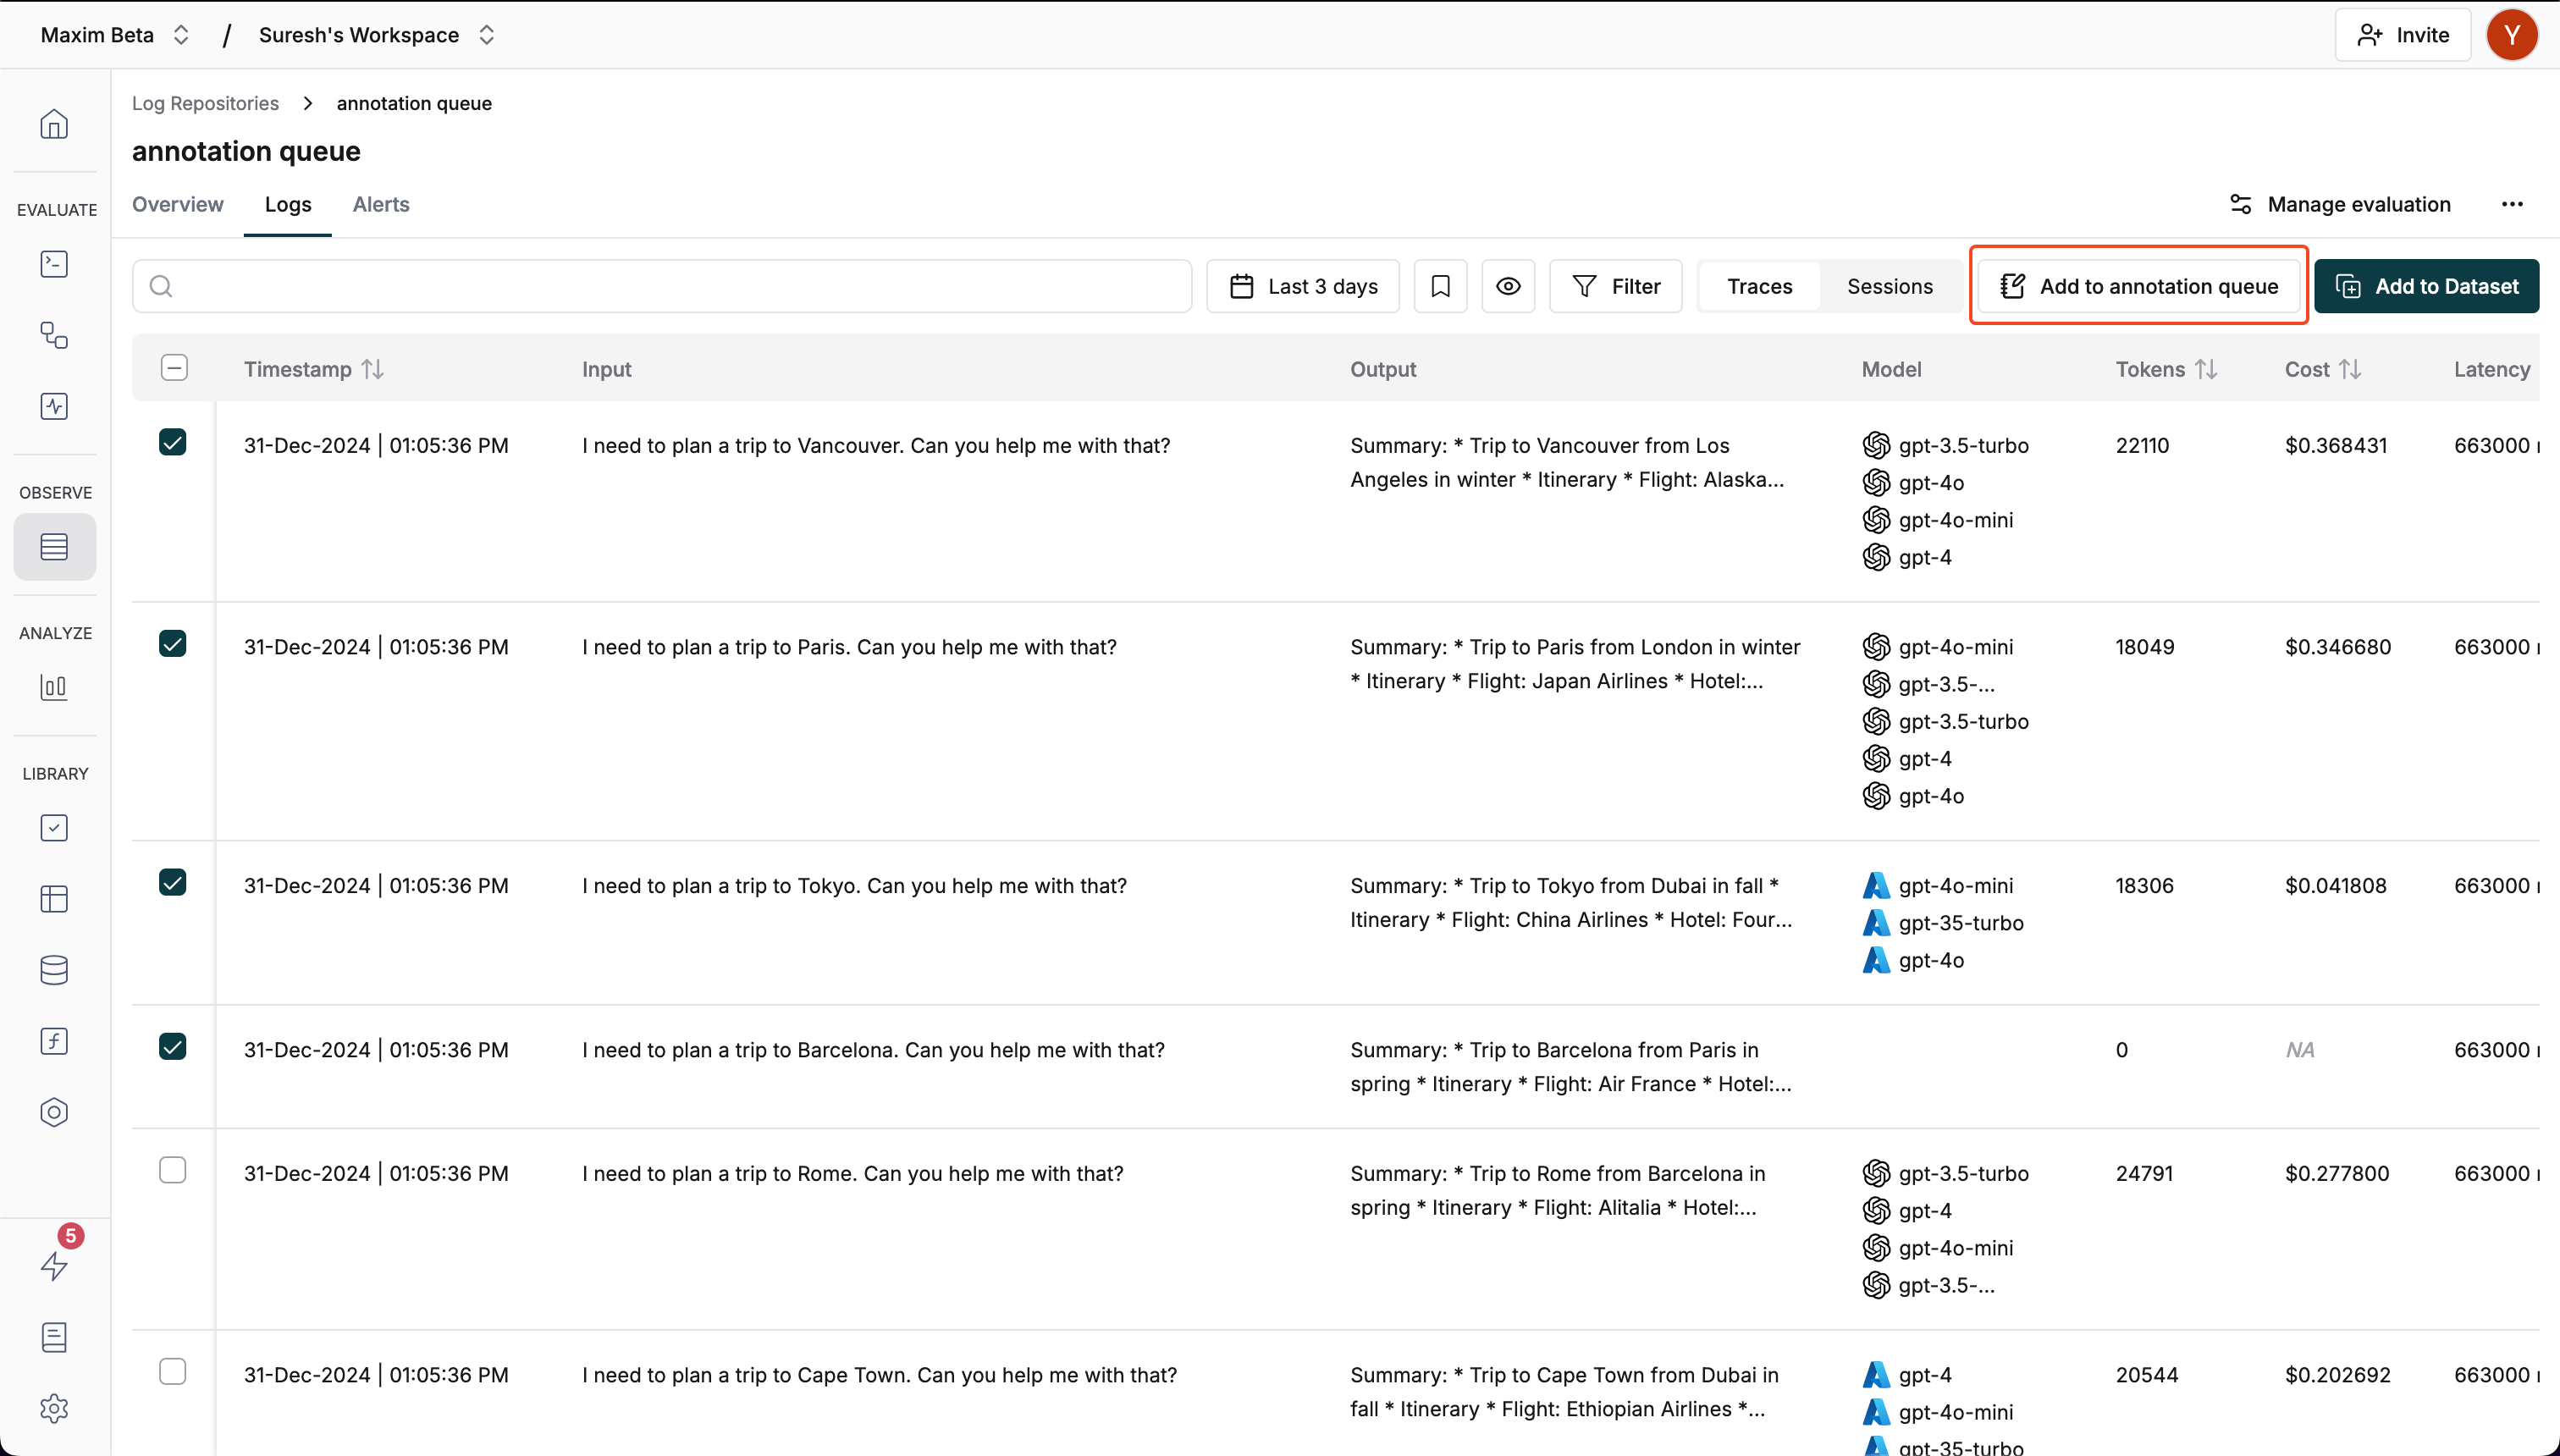 Maxim Beta / Suresh's Workspace
Invite
Y
Log Repositories > annotation queue
annotation queue
Overview Logs Alerts
Manage evaluation
Last 3 days
Filter
Traces Sessions
Add to annotation queue
Add to Dataset
EVALUATE
OBSERVE
ANALYZE
LIBRARY
5
Timestamp Input Output Model Tokens Cost Latency
31-Dec-2024 | 01:05:36 PM
I need to plan a trip to Vancouver. Can you help me with that?
Summary: * Trip to Vancouver from Los
Angeles in winter * Itinerary * Flight: Alaska...
gpt-3.5-turbo
gpt-4o
gpt-4o-mini
gpt-4
22110
$0.368431
663000
31-Dec-2024 | 01:05:36 PM
I need to plan a trip to Paris. Can you help me with that?
Summary: * Trip to Paris from London in winter
* Itinerary * Flight: Japan Airlines * Hotel:...
gpt-4o-mini
gpt-3.5-...
gpt-3.5-turbo
gpt-4
gpt-4o
18049
$0.346680
663000
31-Dec-2024 | 01:05:36 PM
I need to plan a trip to Tokyo. Can you help me with that?
Summary: * Trip to Tokyo from Dubai in fall *
Itinerary * Flight: China Airlines * Hotel: Four...
gpt-4o-mini
gpt-35-turbo
gpt-4o
18306
$0.041808
663000
31-Dec-2024 | 01:05:36 PM
I need to plan a trip to Barcelona. Can you help me with that?
Summary: * Trip to Barcelona from Paris in
spring * Itinerary * Flight: Air France * Hotel:...
0
NA
663000
31-Dec-2024 | 01:05:36 PM
I need to plan a trip to Rome. Can you help me with that?
Summary: * Trip to Rome from Barcelona in
spring * Itinerary * Flight: Alitalia * Hotel:...
gpt-3.5-turbo
gpt-4
gpt-4o-mini
gpt-3.5-...
24791
$0.277800
663000
31-Dec-2024 | 01:05:36 PM
I need to plan a trip to Cape Town. Can you help me with that?
Summary: * Trip to Cape Town from Dubai in
fall * Itinerary * Flight: Ethiopian Airlines *...
gpt-4
gpt-4o-mini
gpt-35-turbo
20544
$0.202692
663000